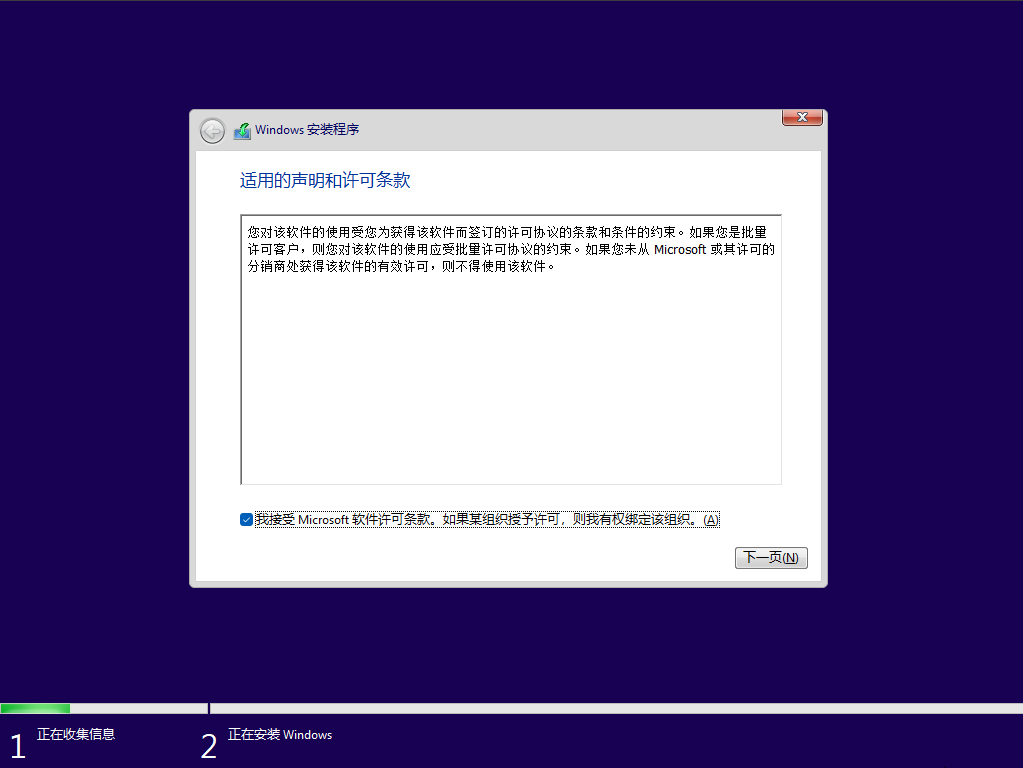 Windows 安装程序
适用的声明和许可条款
您对该软件的使用受您为获得该软件而签订的许可协议的条款和条件的约束。如果您是批量
许可客户，则您对该软件的使用应受批量许可协议的约束。如果您未从 Microsoft 或其许可的
分销商处获得该软件的有效许可，则不得使用该软件。
我接受 Microsoft 软件许可条款。如果某组织授予许可，则我有权绑定该组织。(A)
下一页(N)
1 正在收集信息
2 正在安装 Windows